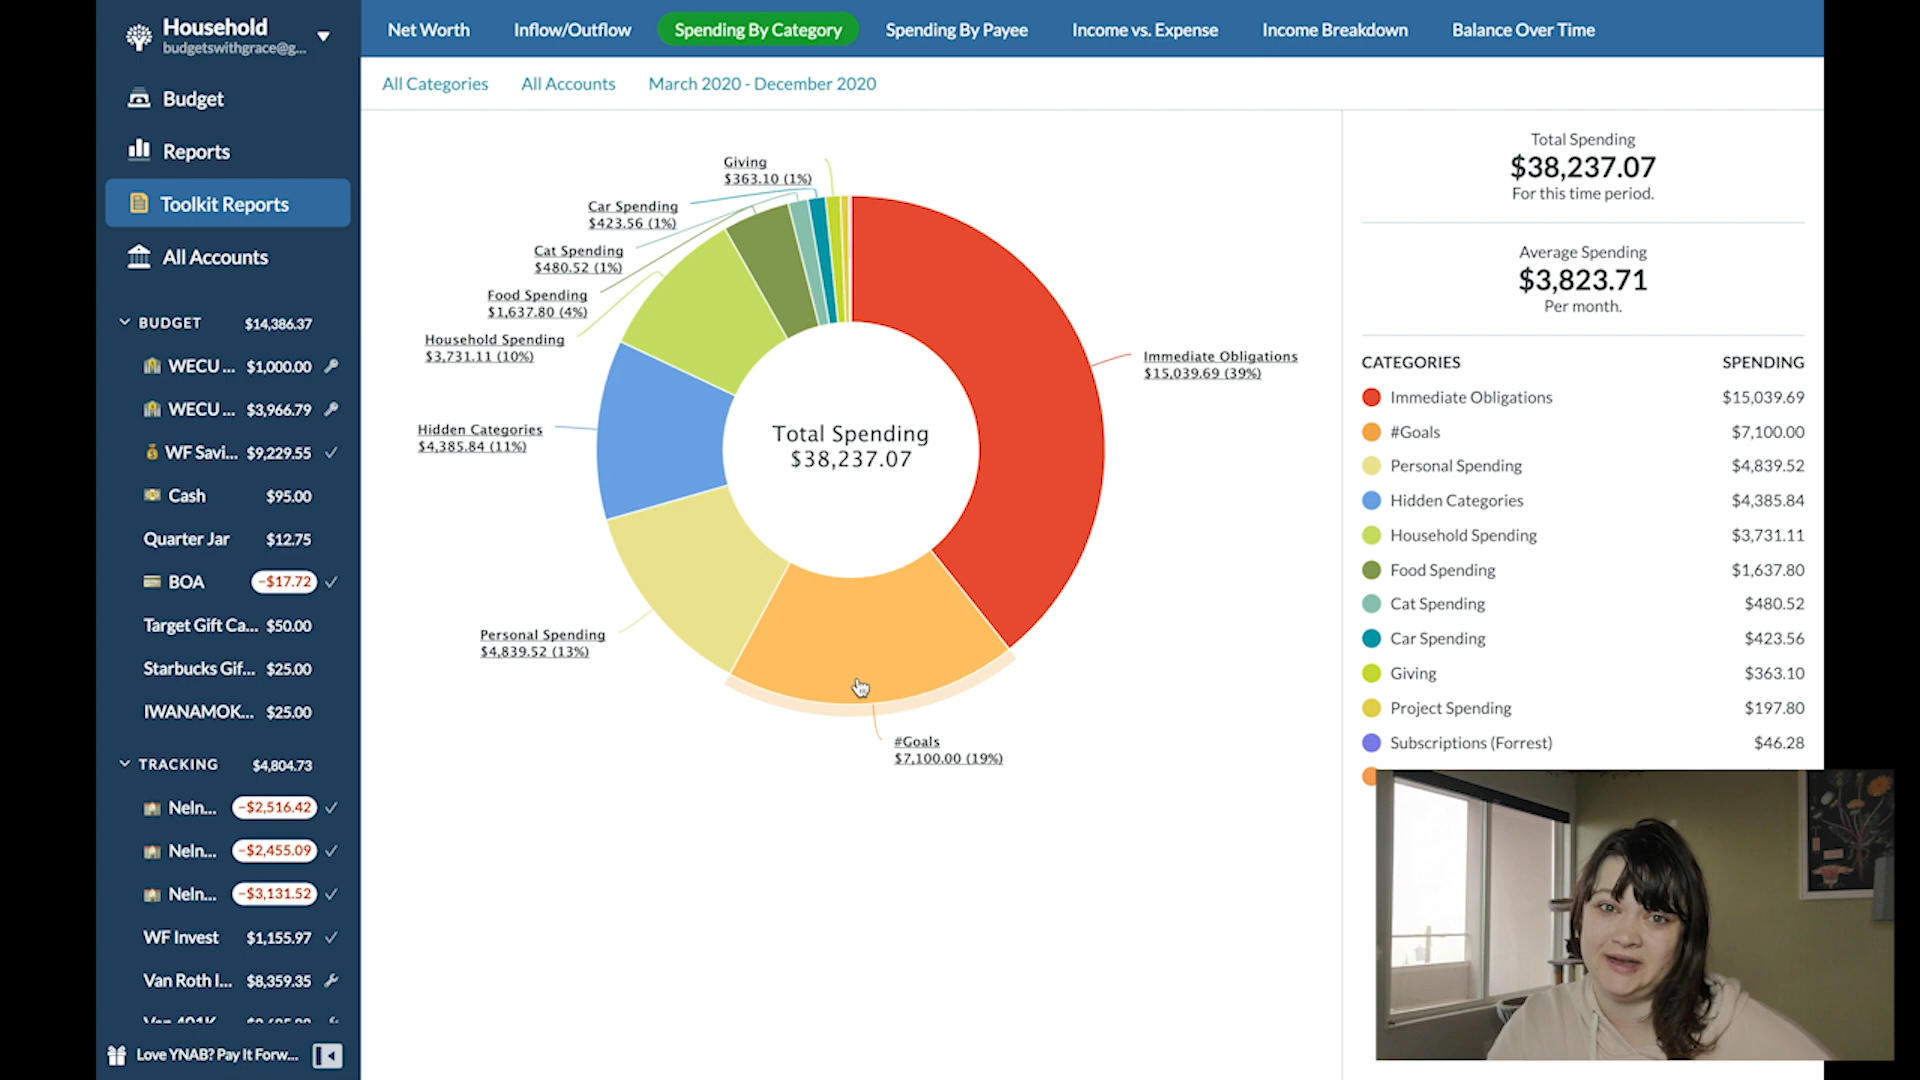 Household
budgetswithgrace@g...
Budget
Reports
Toolkit Reports
All Accounts
BUDGET $14,386.37
WECU ... $1,000.00
WECU ... $3,966.79
WF Savi... $9,229.55
Cash $95.00
Quarter Jar $12.75
BOA -$17.72
Target Gift Ca... $50.00
Starbucks Gif... $25.00
IWANAMOK... $25.00
TRACKING $4,804.73
Neln... -$2,516.42
Neln... -$2,455.09
Neln... -$3,131.52
WF Invest $1,155.97
Van Roth I... $8,359.35
Love YNAB? Pay It Forw...
Net Worth Inflow/Outflow Spending By Category Spending By Payee Income vs. Expense Income Breakdown Balance Over Time
All Categories All Accounts March 2020 - December 2020
Giving
$363.10 (1%)
Car Spending
$423.56 (1%)
Cat Spending
$480.52 (1%)
Food Spending
$1,637.80 (4%)
Household Spending
$3,731.11 (10%)
Immediate Obligations
$15,039.69 (39%)
Hidden Categories
$4,385.84 (11%)
Total Spending
$38,237.07
Personal Spending
$4,839.52 (13%)
#Goals
$7,100.00 (19%)
Total Spending
$38,237.07
For this time period.
Average Spending
$3,823.71
Per month.
CATEGORIES SPENDING
Immediate Obligations $15,039.69
#Goals $7,100.00
Personal Spending $4,839.52
Hidden Categories $4,385.84
Household Spending $3,731.11
Food Spending $1,637.80
Cat Spending $480.52
Car Spending $423.56
Giving $363.10
Project Spending $197.80
Subscriptions (Forrest) $46.28